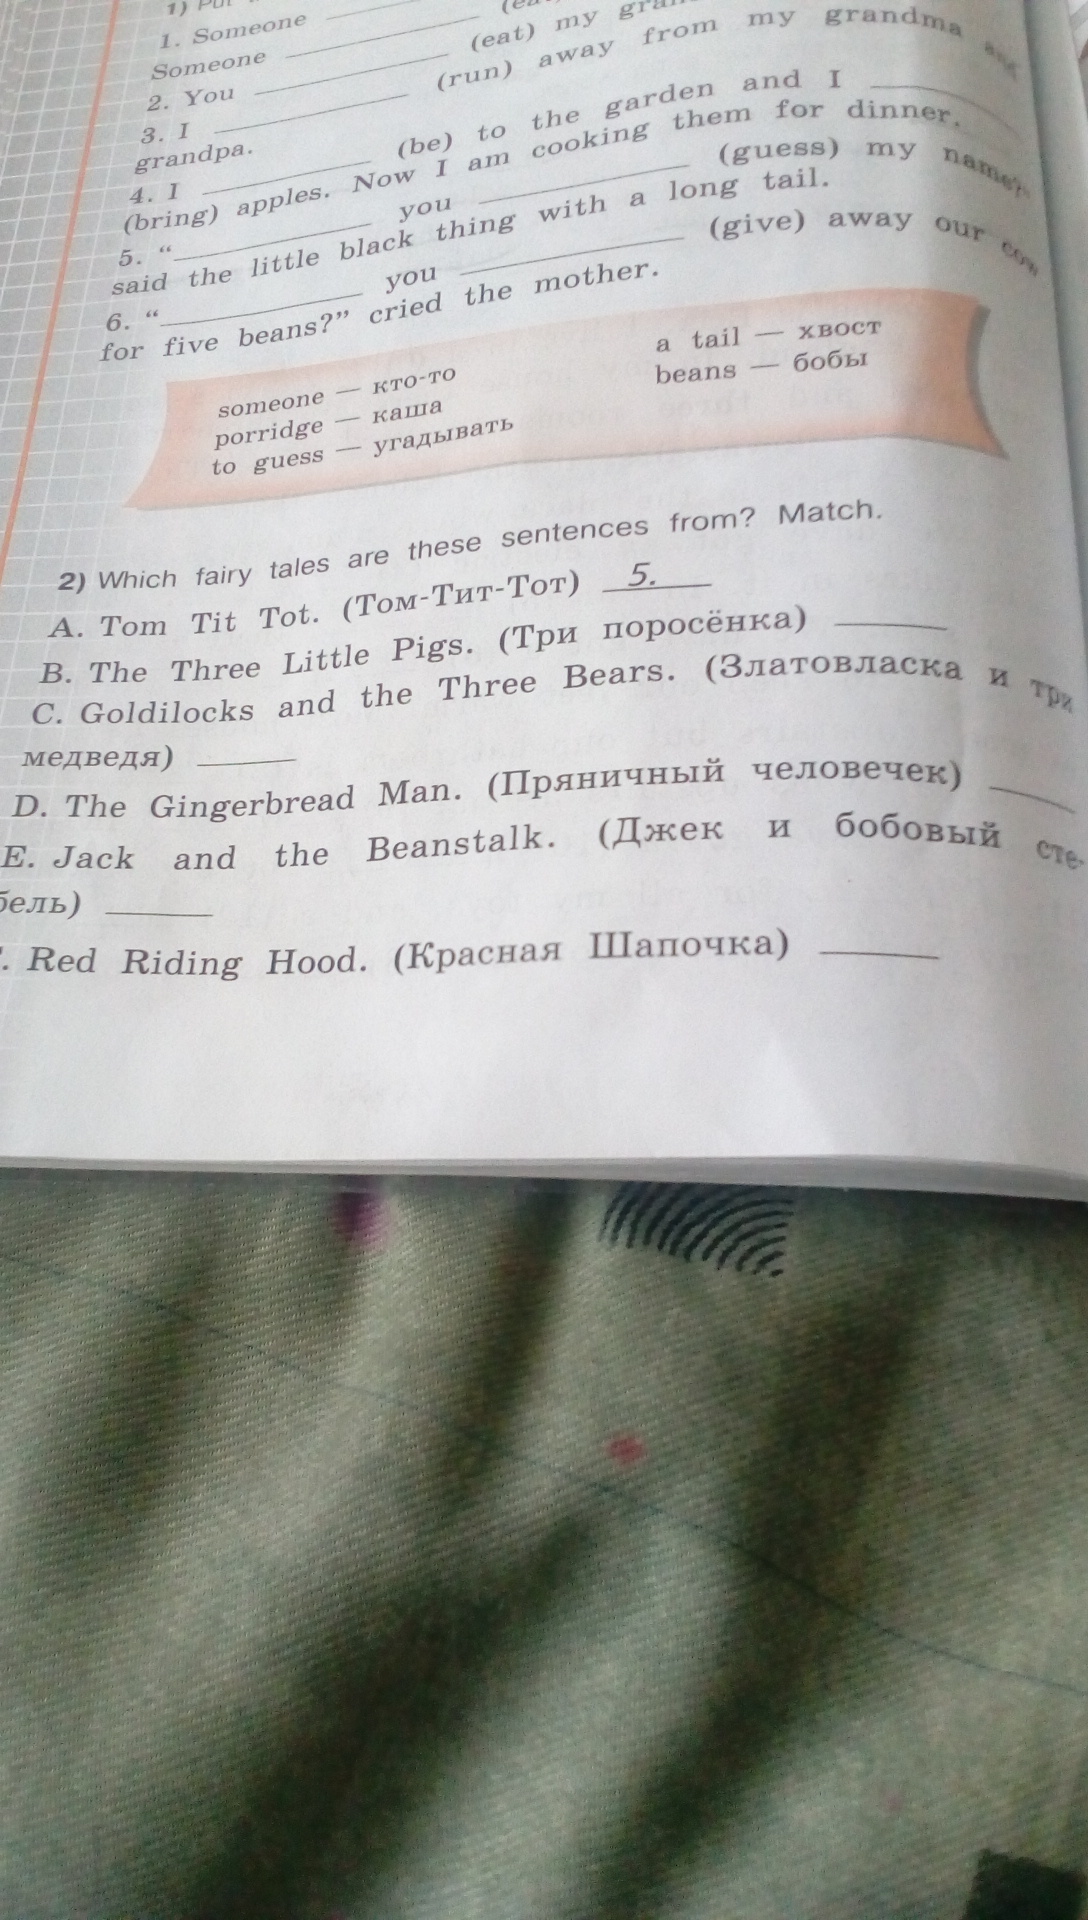 1)
1. Someone
Someone
2. You (eat) my
3. I (run) away from my grandma and
grandpa.
4. I (be) to the garden and I
(bring) apples. Now I am cooking them for dinner.
5. “ you (guess) my name?”
said the little black thing with a long tail.
6. “ you (give) away our cow
for five beans?” cried the mother.
someone — кто-то
porridge — каша
to guess — угадывать
a tail — хвост
beans — бобы
2) Which fairy tales are these sentences from? Match.
A. Tom Tit Tot. (Том-Тит-Тот) 5.
B. The Three Little Pigs. (Три поросёнка)
C. Goldilocks and the Three Bears. (Златовласка и три
медведя)
D. The Gingerbread Man. (Пряничный человечек)
E. Jack and the Beanstalk. (Джек и бобовый сте-
бель)
. Red Riding Hood. (Красная Шапочка)